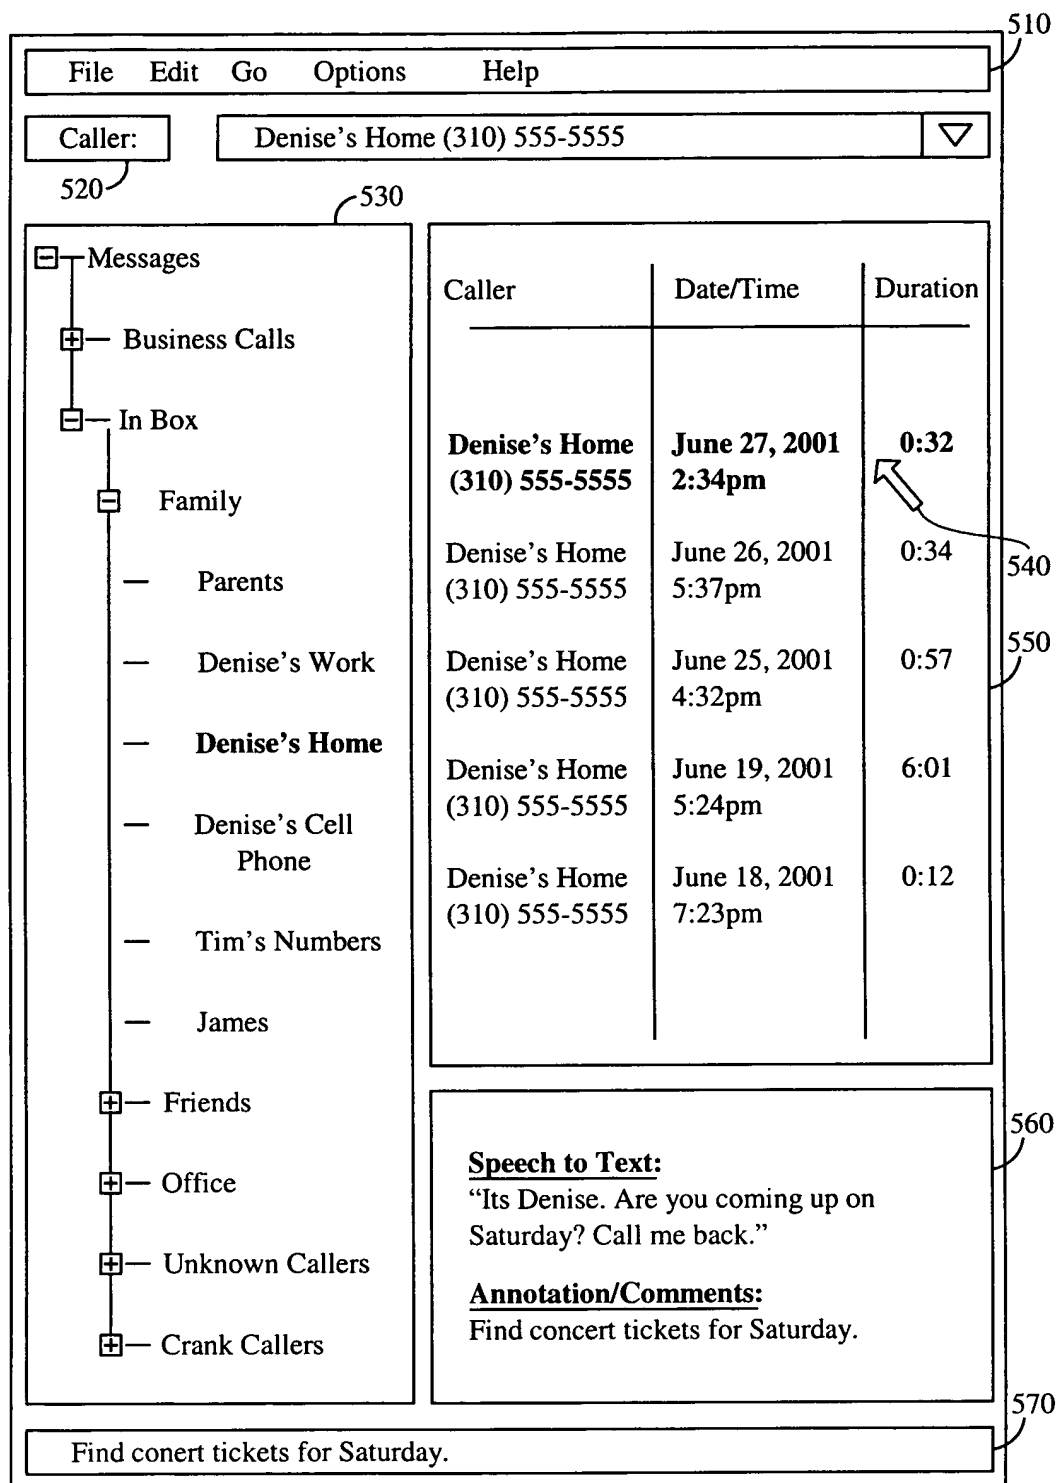 510
File Edit Go Options Help
Caller: Denise's Home (310) 555-5555
520
530
Messages
Business Calls
In Box
Family
Parents
Denise's Work
Denise's Home
Denise's Cell
Phone
Tim's Numbers
James
Friends
Office
Unknown Callers
Crank Callers
Caller Date/Time Duration
Denise's Home June 27, 2001 0:32
(310) 555-5555 2:34pm
540
Denise's Home June 26, 2001 0:34
(310) 555-5555 5:37pm
550
Denise's Home June 25, 2001 0:57
(310) 555-5555 4:32pm
Denise's Home June 19, 2001 6:01
(310) 555-5555 5:24pm
Denise's Home June 18, 2001 0:12
(310) 555-5555 7:23pm
560
Speech to Text:
“Its Denise. Are you coming up on
Saturday? Call me back.”
Annotation/Comments:
Find concert tickets for Saturday.
570
Find conert tickets for Saturday.